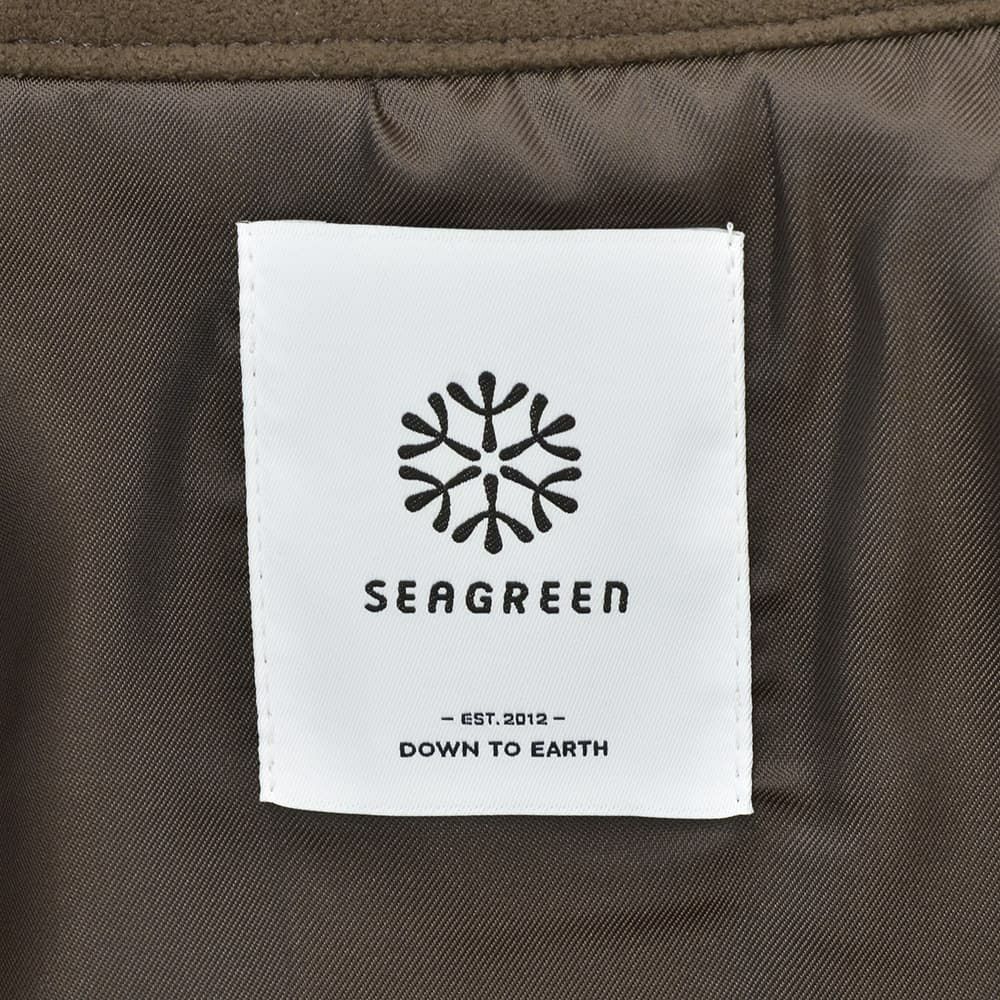 SEAGREEN
– EST. 2012 –
DOWN TO EARTH